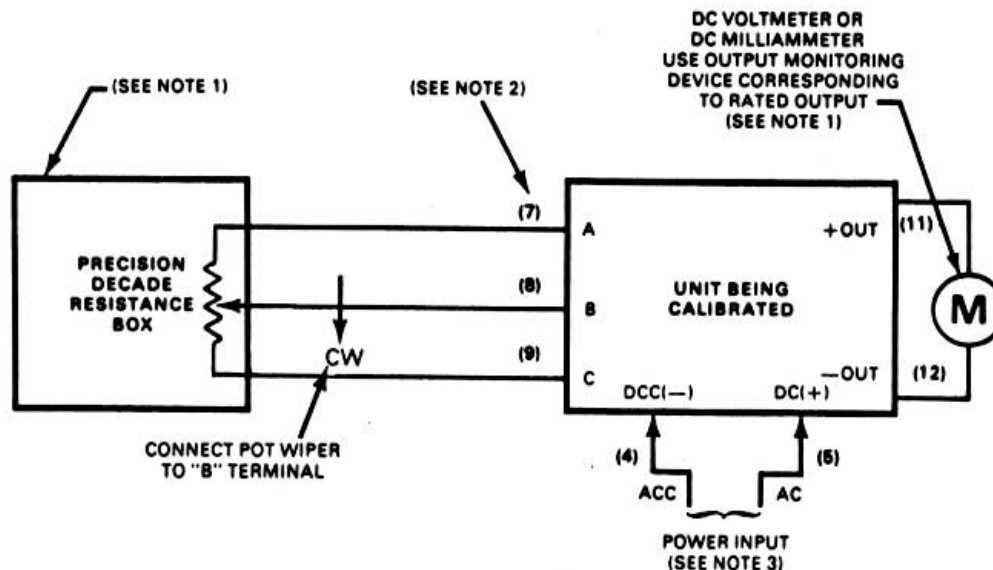 DC VOLTMETER OR
DC MILLIAMMETER
USE OUTPUT MONITORING
DEVICE CORRESPONDING
TO RATED OUTPUT
(SEE NOTE 1)
(SEE NOTE 1)
(SEE NOTE 2)
PRECISION
DECADE
RESISTANCE
BOX
(7)
(8)
(9)
CW
CONNECT POT WIPER
TO "B" TERMINAL
A
B
C
UNIT BEING
CALIBRATED
+OUT
—OUT
(11)
(12)
M
DCC(—)
DC(+)
(4)
(5)
ACC
AC
POWER INPUT
(SEE NOTE 3)